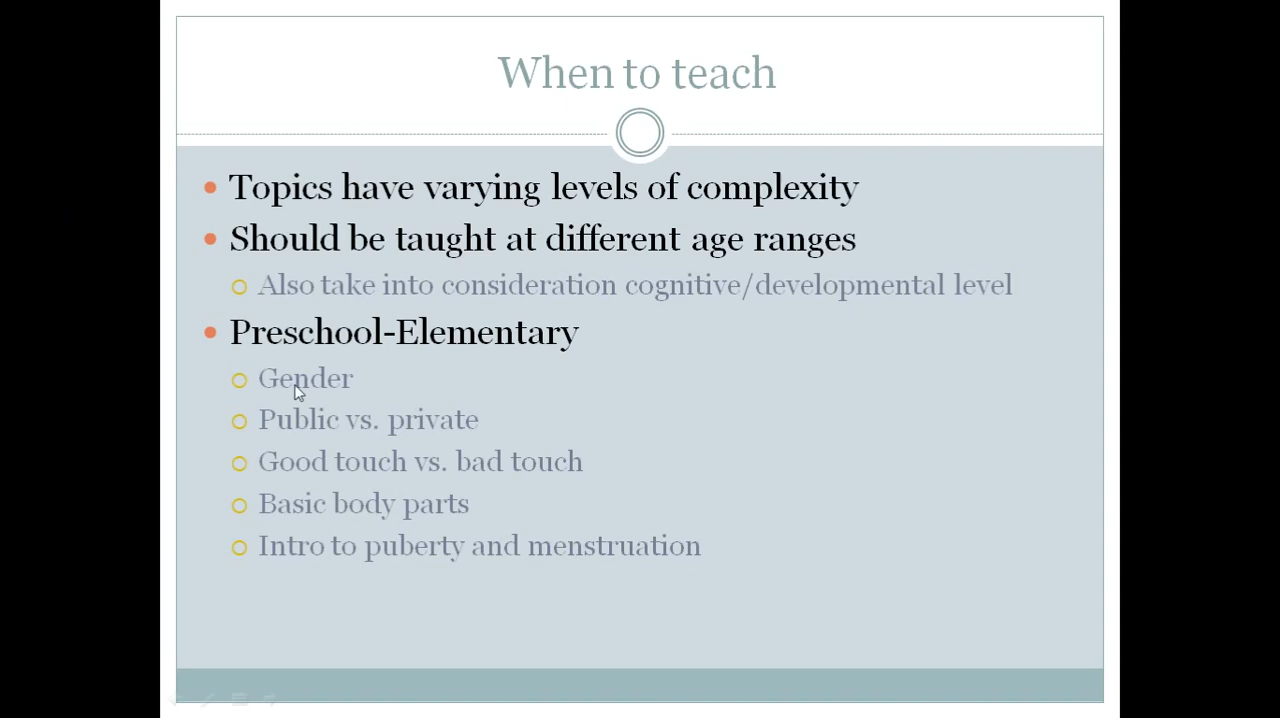 When to teach
Topics have varying levels of complexity
Should be taught at different age ranges
Also take into consideration cognitive/developmental level
Preschool-Elementary
Gender
Public vs. private
Good touch vs. bad touch
Basic body parts
Intro to puberty and menstruation